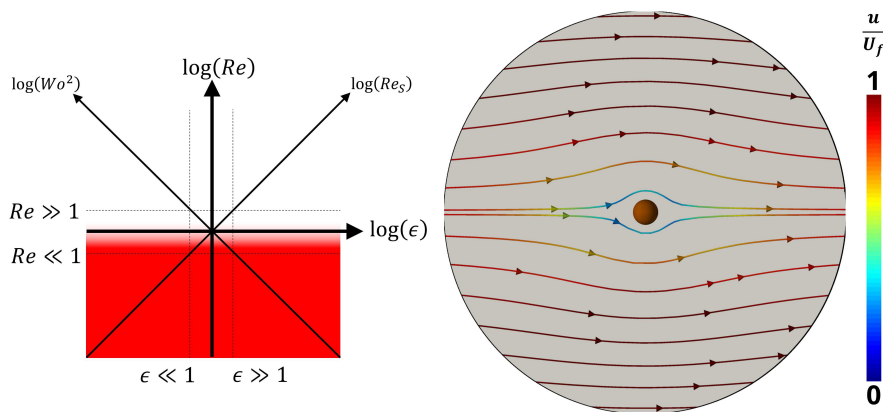 log(Re)
log(Wo²)
log(Re_S)
Re ≫ 1
log(ϵ)
Re ≪ 1
ϵ ≪ 1
ϵ ≫ 1
u
U_f
1
0